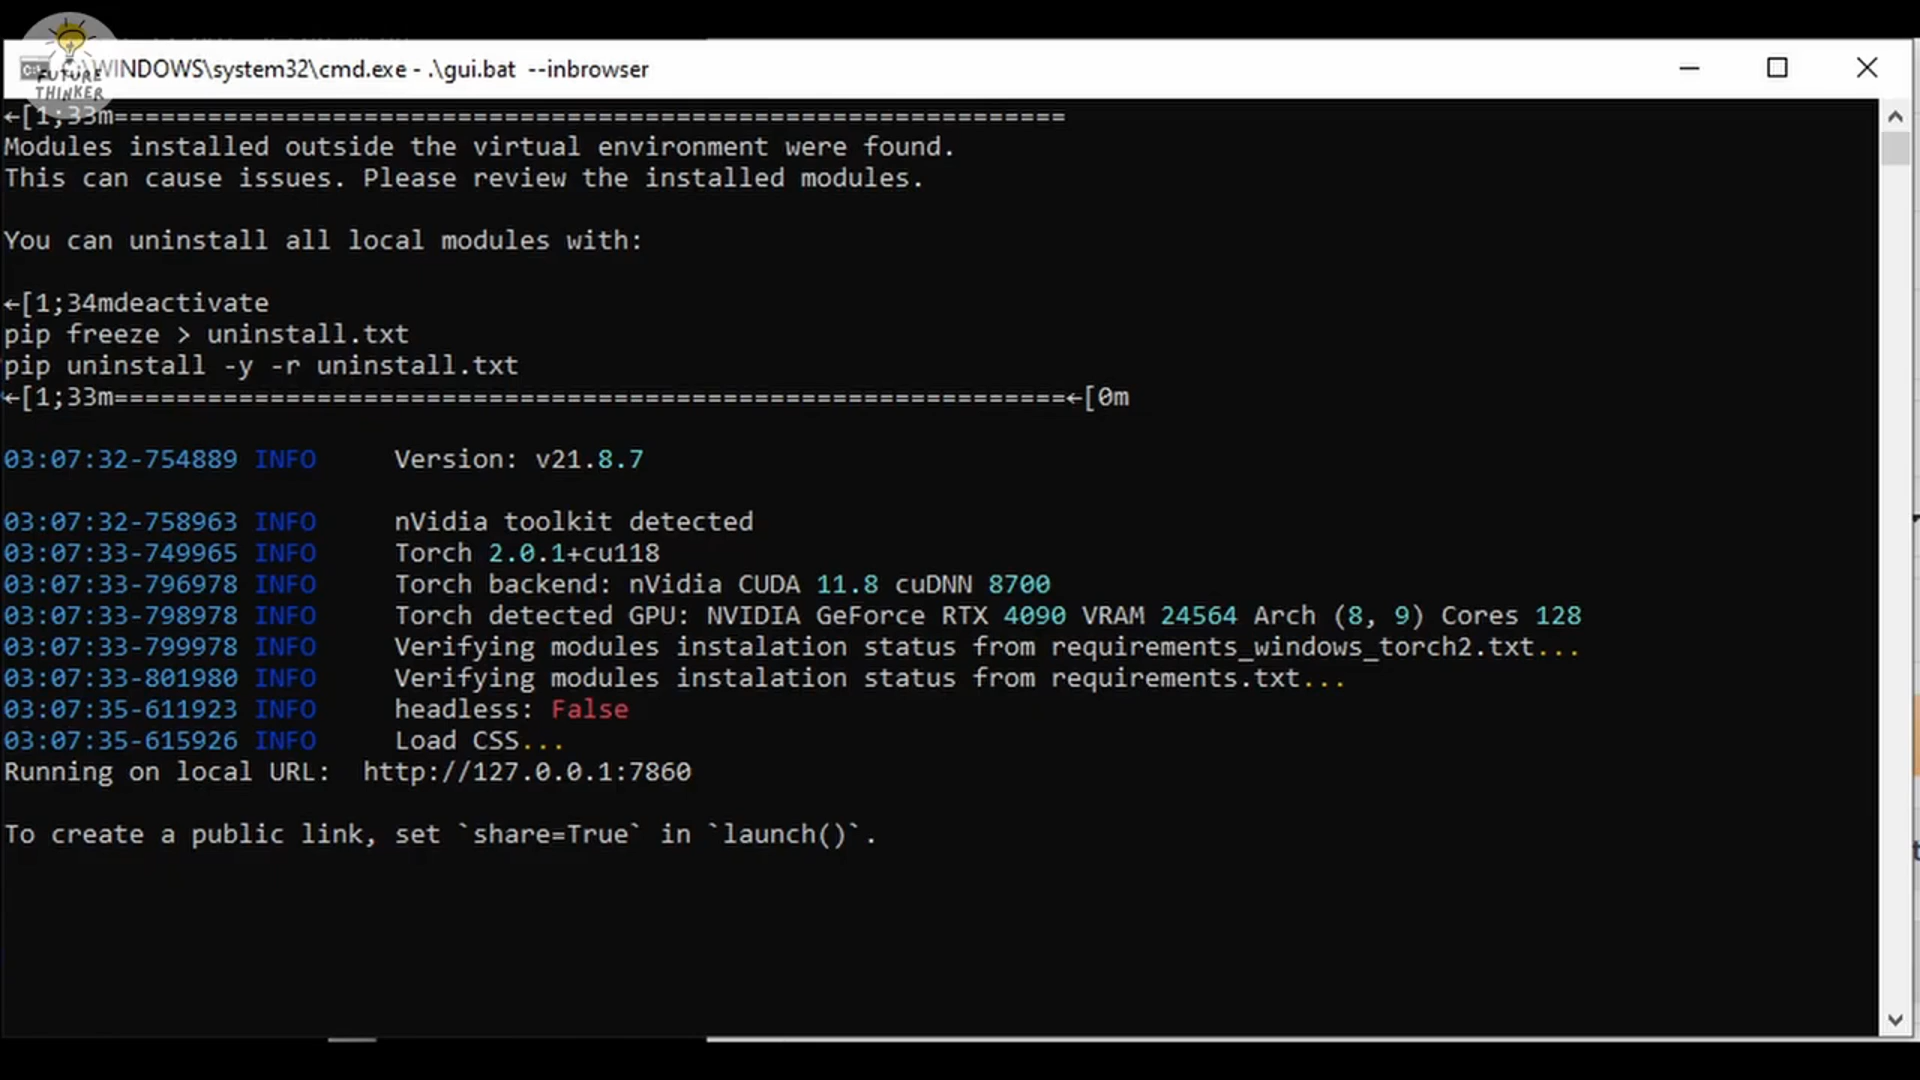 FUTURE
THINKER
C:\WINDOWS\system32\cmd.exe - .\gui.bat --inbrowser
←[1;33m=============================================================
Modules installed outside the virtual environment were found.
This can cause issues. Please review the installed modules.
You can uninstall all local modules with:
←[1;34mdeactivate
pip freeze > uninstall.txt
pip uninstall -y -r uninstall.txt
←[1;33m=============================================================←[0m
03:07:32-754889 INFO Version: v21.8.7
03:07:32-758963 INFO nVidia toolkit detected
03:07:33-749965 INFO Torch 2.0.1+cu118
03:07:33-796978 INFO Torch backend: nVidia CUDA 11.8 cuDNN 8700
03:07:33-798978 INFO Torch detected GPU: NVIDIA GeForce RTX 4090 VRAM 24564 Arch (8, 9) Cores 128
03:07:33-799978 INFO Verifying modules instalation status from requirements_windows_torch2.txt...
03:07:33-801980 INFO Verifying modules instalation status from requirements.txt...
03:07:35-611923 INFO headless: False
03:07:35-615926 INFO Load CSS...
Running on local URL: http://127.0.0.1:7860
To create a public link, set `share=True` in `launch()`.